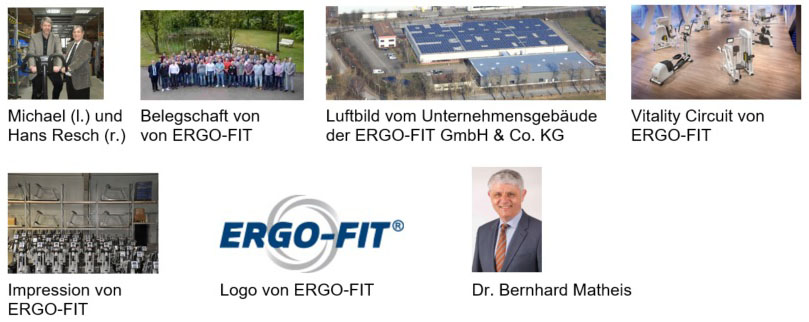 Michael (l.) und
Hans Resch (r.)
Belegschaft von
von ERGO-FIT
Luftbild vom Unternehmensgebäude
der ERGO-FIT GmbH & Co. KG
Vitality Circuit von
ERGO-FIT
ERGO-FIT®
Impression von
ERGO-FIT
Logo von ERGO-FIT
Dr. Bernhard Matheis